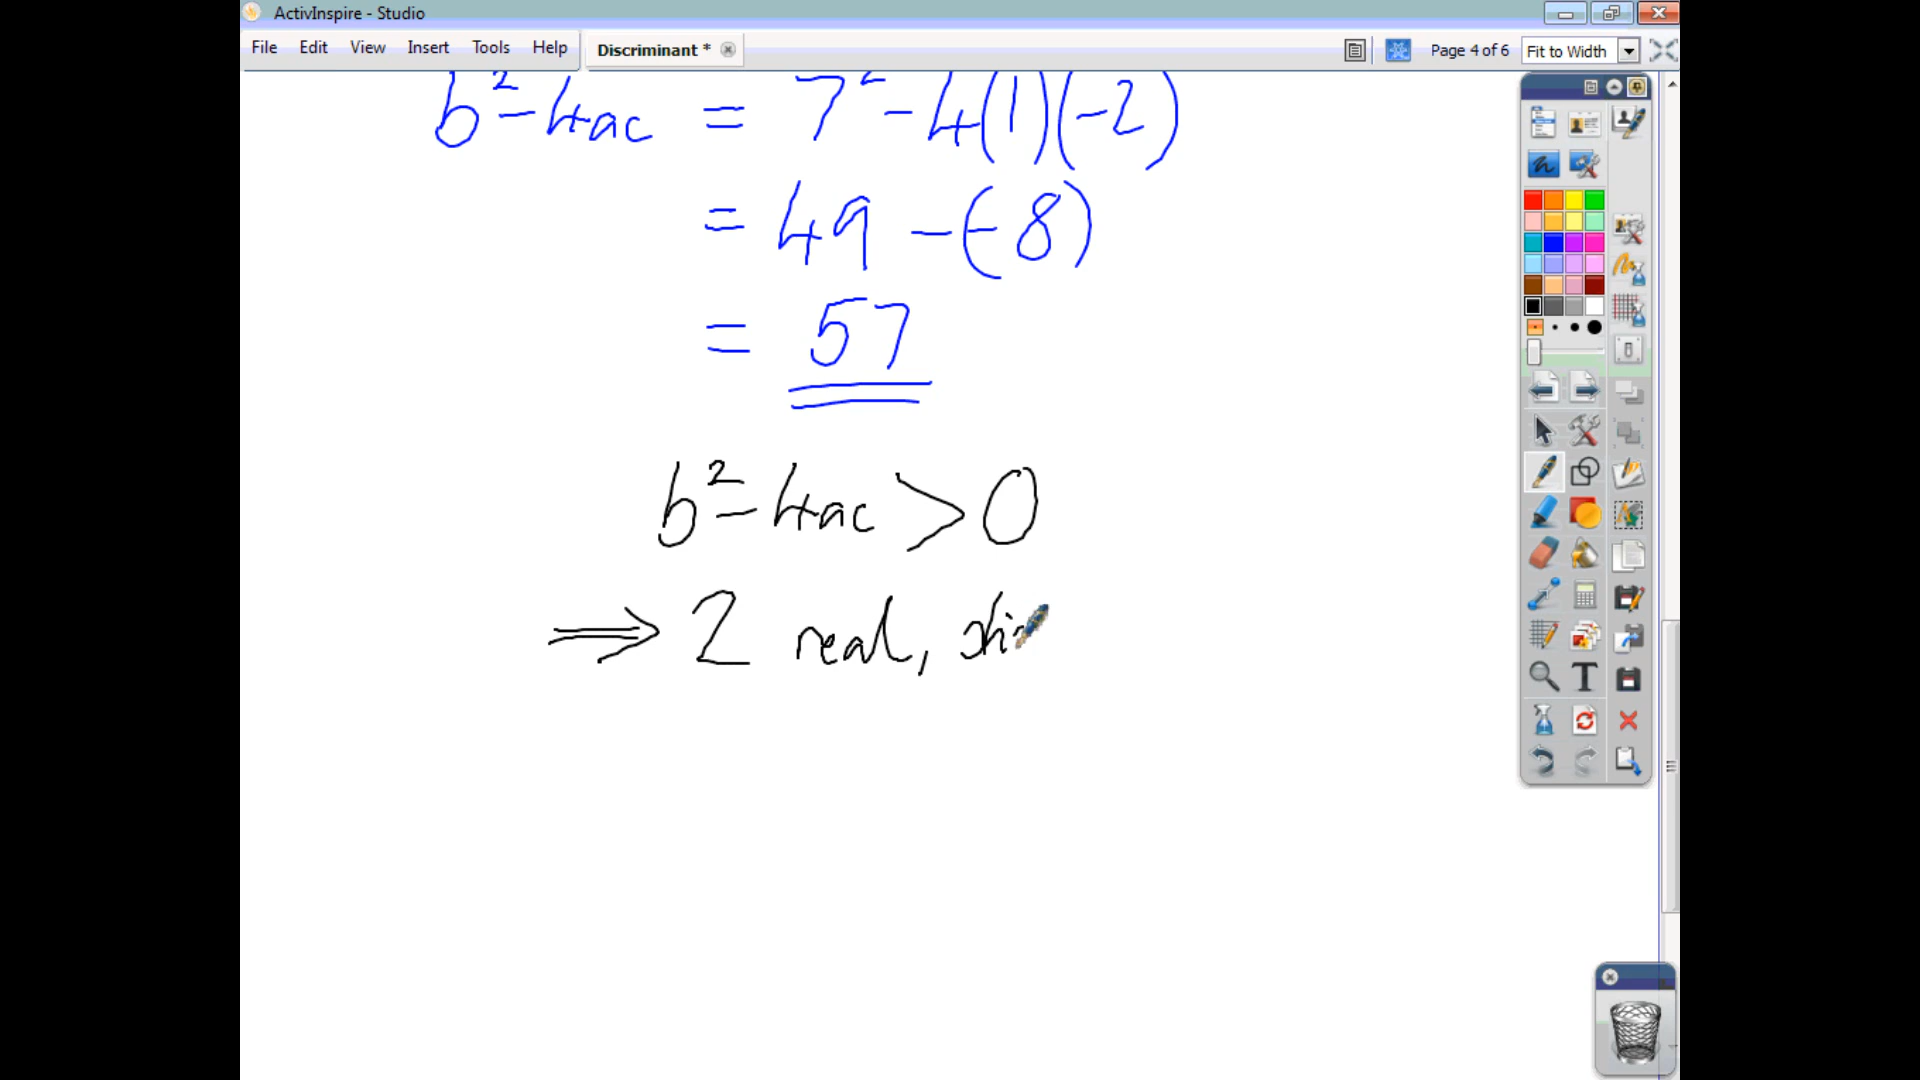 ActivInspire - Studio
File Edit View Insert Tools Help
Discriminant *
Page 4 of 6
Fit to Width
b² - 4ac = 7² - 4(1)(-2)
= 49 - (-8)
= 57
b² - 4ac > 0
⇒ 2 real, di
T